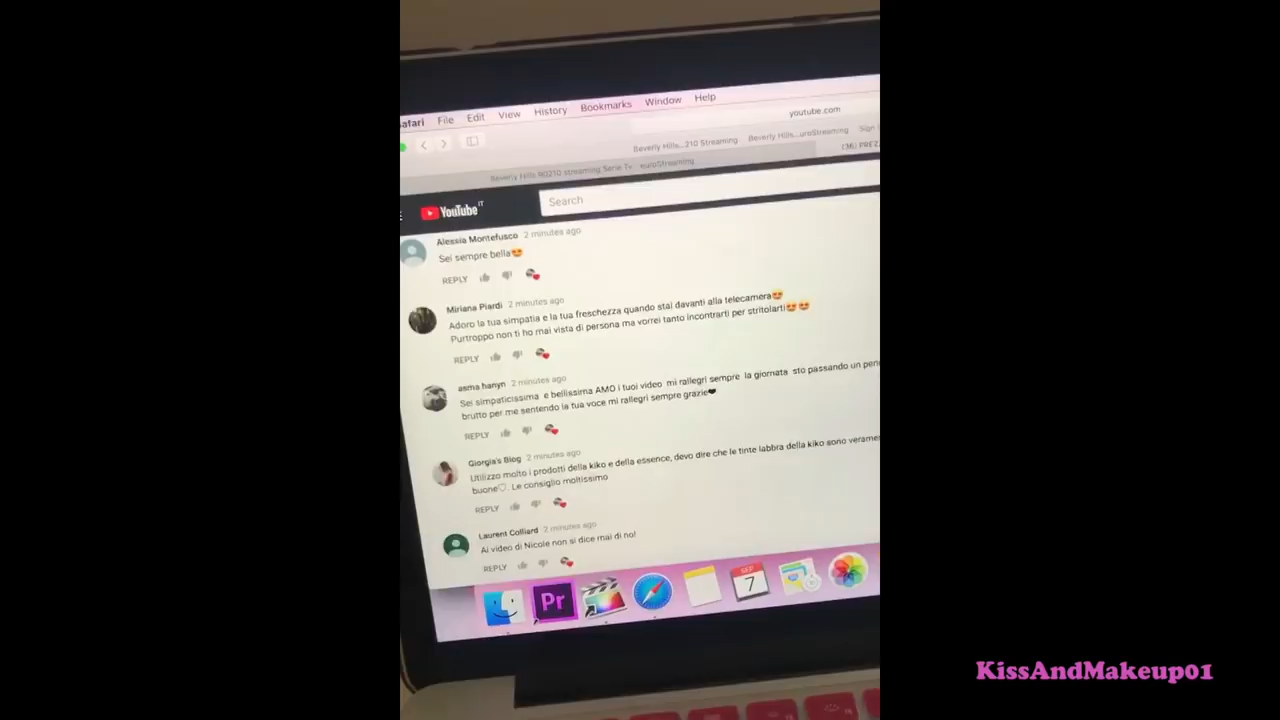 afari File Edit View History Bookmarks Window Help
youtube.com
Beverly Hills...210 Streaming Beverly Hills...uroStreaming Sign
Beverly Hills 90210 streaming Serie Tv - euroStreaming CMU PREZ
YouTube IT
Search
Alessia Montefusco 2 minutes ago
Sei sempre bella😍
REPLY
Miriana Piardi 2 minutes ago
Adoro la tua simpatia e la tua freschezza quando stai davanti alla telecamera😍
Purtroppo non ti ho mai vista di persona ma vorrei tanto incontrarti per stritolarti😍😍
REPLY
asma hanyn 2 minutes ago
Sei simpaticissima e bellissima AMO i tuoi video mi rallegri sempre la giornata sto passando un peri
brutto per me sentendo la tua voce mi rallegri sempre grazie❤
REPLY
Giorgia's Blog 2 minutes ago
Utilizzo molto i prodotti della kiko e della essence, devo dire che le tinte labbra della kiko sono verame
buone♡. Le consiglio moltissimo
REPLY
Laurent Colliard 2 minutes ago
Ai video di Nicole non si dice mai di no!
REPLY
Pr
SEP
7
KissAndMakeup01